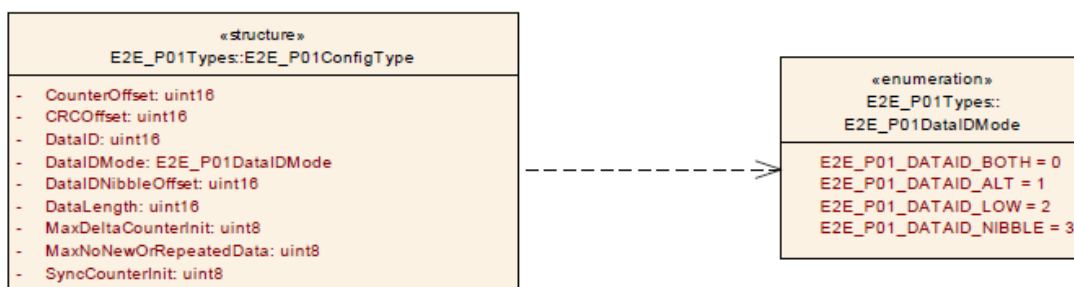 «structure»
E2E_P01Types::E2E_P01ConfigType
- CounterOffset: uint16
- CRCOffset: uint16
- DataID: uint16
- DataIDMode: E2E_P01DataIDMode
- DataIDNibbleOffset: uint16
- DataLength: uint16
- MaxDeltaCounterInit: uint8
- MaxNoNewOrRepeatedData: uint8
- SyncCounterInit: uint8
«enumeration»
E2E_P01Types::
E2E_P01DataIDMode
E2E_P01_DATAID_BOTH = 0
E2E_P01_DATAID_ALT = 1
E2E_P01_DATAID_LOW = 2
E2E_P01_DATAID_NIBBLE = 3